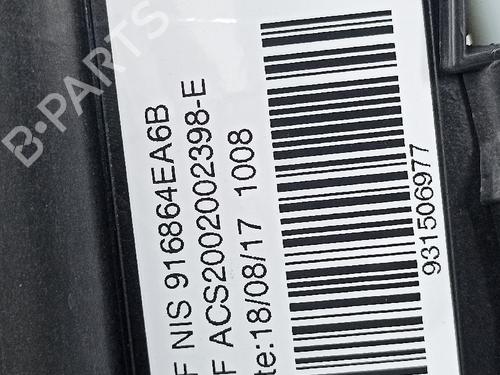 F NIS 916864EA6B
F ACS2002002398-E
te:18/08/17 1008
931506977
B-PARTS